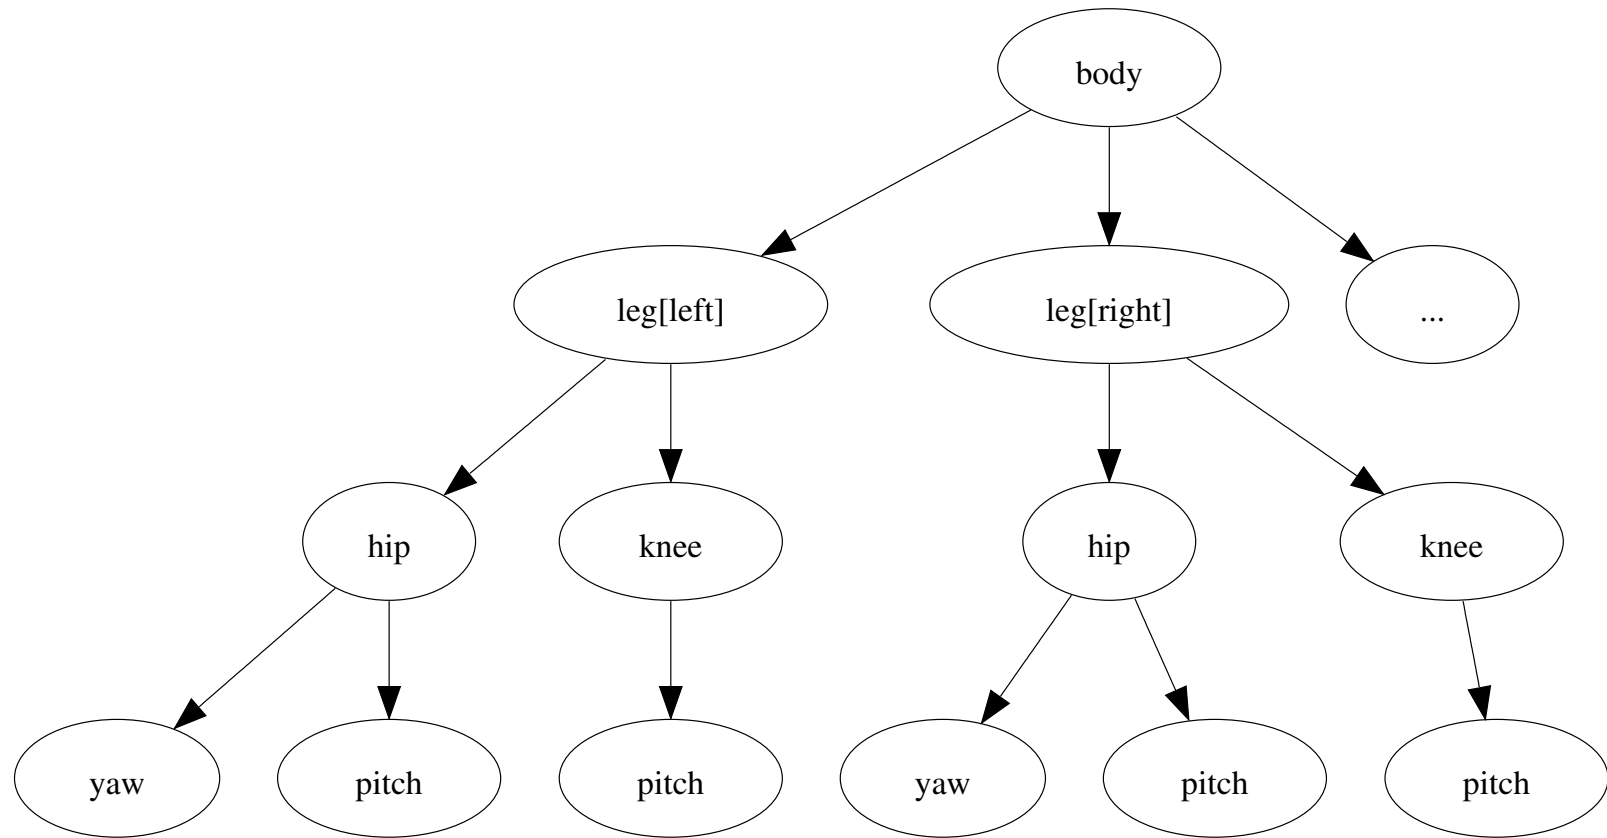 body
leg[left]
leg[right]
...
hip
knee
hip
knee
yaw
pitch
pitch
yaw
pitch
pitch